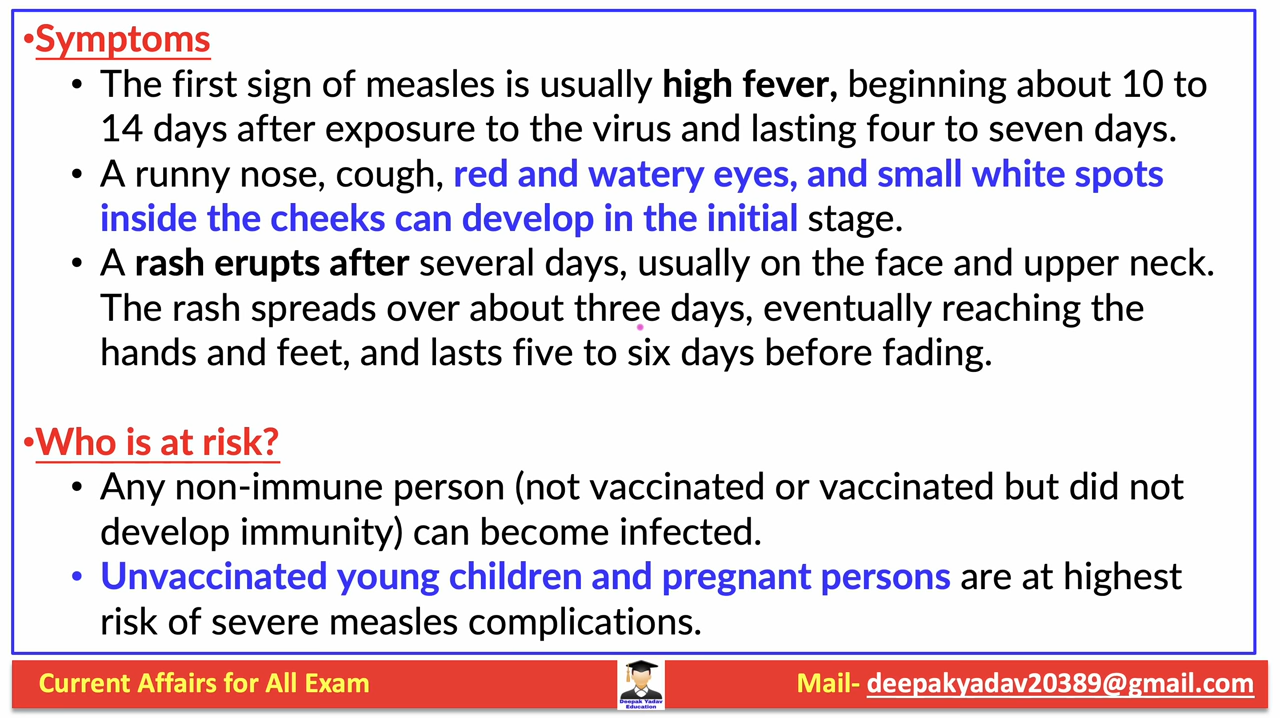 •Symptoms
• The first sign of measles is usually high fever, beginning about 10 to
14 days after exposure to the virus and lasting four to seven days.
• A runny nose, cough, red and watery eyes, and small white spots
inside the cheeks can develop in the initial stage.
• A rash erupts after several days, usually on the face and upper neck.
The rash spreads over about three days, eventually reaching the
hands and feet, and lasts five to six days before fading.
•Who is at risk?
• Any non-immune person (not vaccinated or vaccinated but did not
develop immunity) can become infected.
• Unvaccinated young children and pregnant persons are at highest
risk of severe measles complications.
Current Affairs for All Exam
Deepak Yadav
Education
Mail- deepakyadav20389@gmail.com